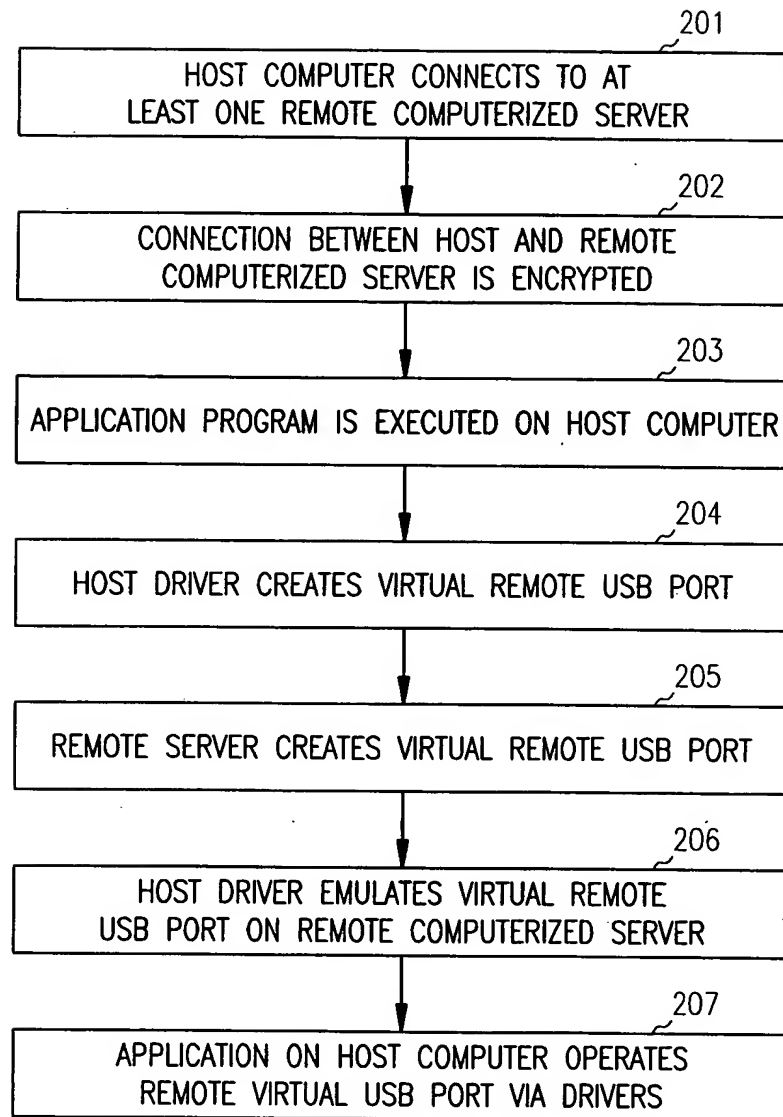 201
HOST COMPUTER CONNECTS TO AT
LEAST ONE REMOTE COMPUTERIZED SERVER
202
CONNECTION BETWEEN HOST AND REMOTE
COMPUTERIZED SERVER IS ENCRYPTED
203
APPLICATION PROGRAM IS EXECUTED ON HOST COMPUTER
204
HOST DRIVER CREATES VIRTUAL REMOTE USB PORT
205
REMOTE SERVER CREATES VIRTUAL REMOTE USB PORT
206
HOST DRIVER EMULATES VIRTUAL REMOTE
USB PORT ON REMOTE COMPUTERIZED SERVER
207
APPLICATION ON HOST COMPUTER OPERATES
REMOTE VIRTUAL USB PORT VIA DRIVERS